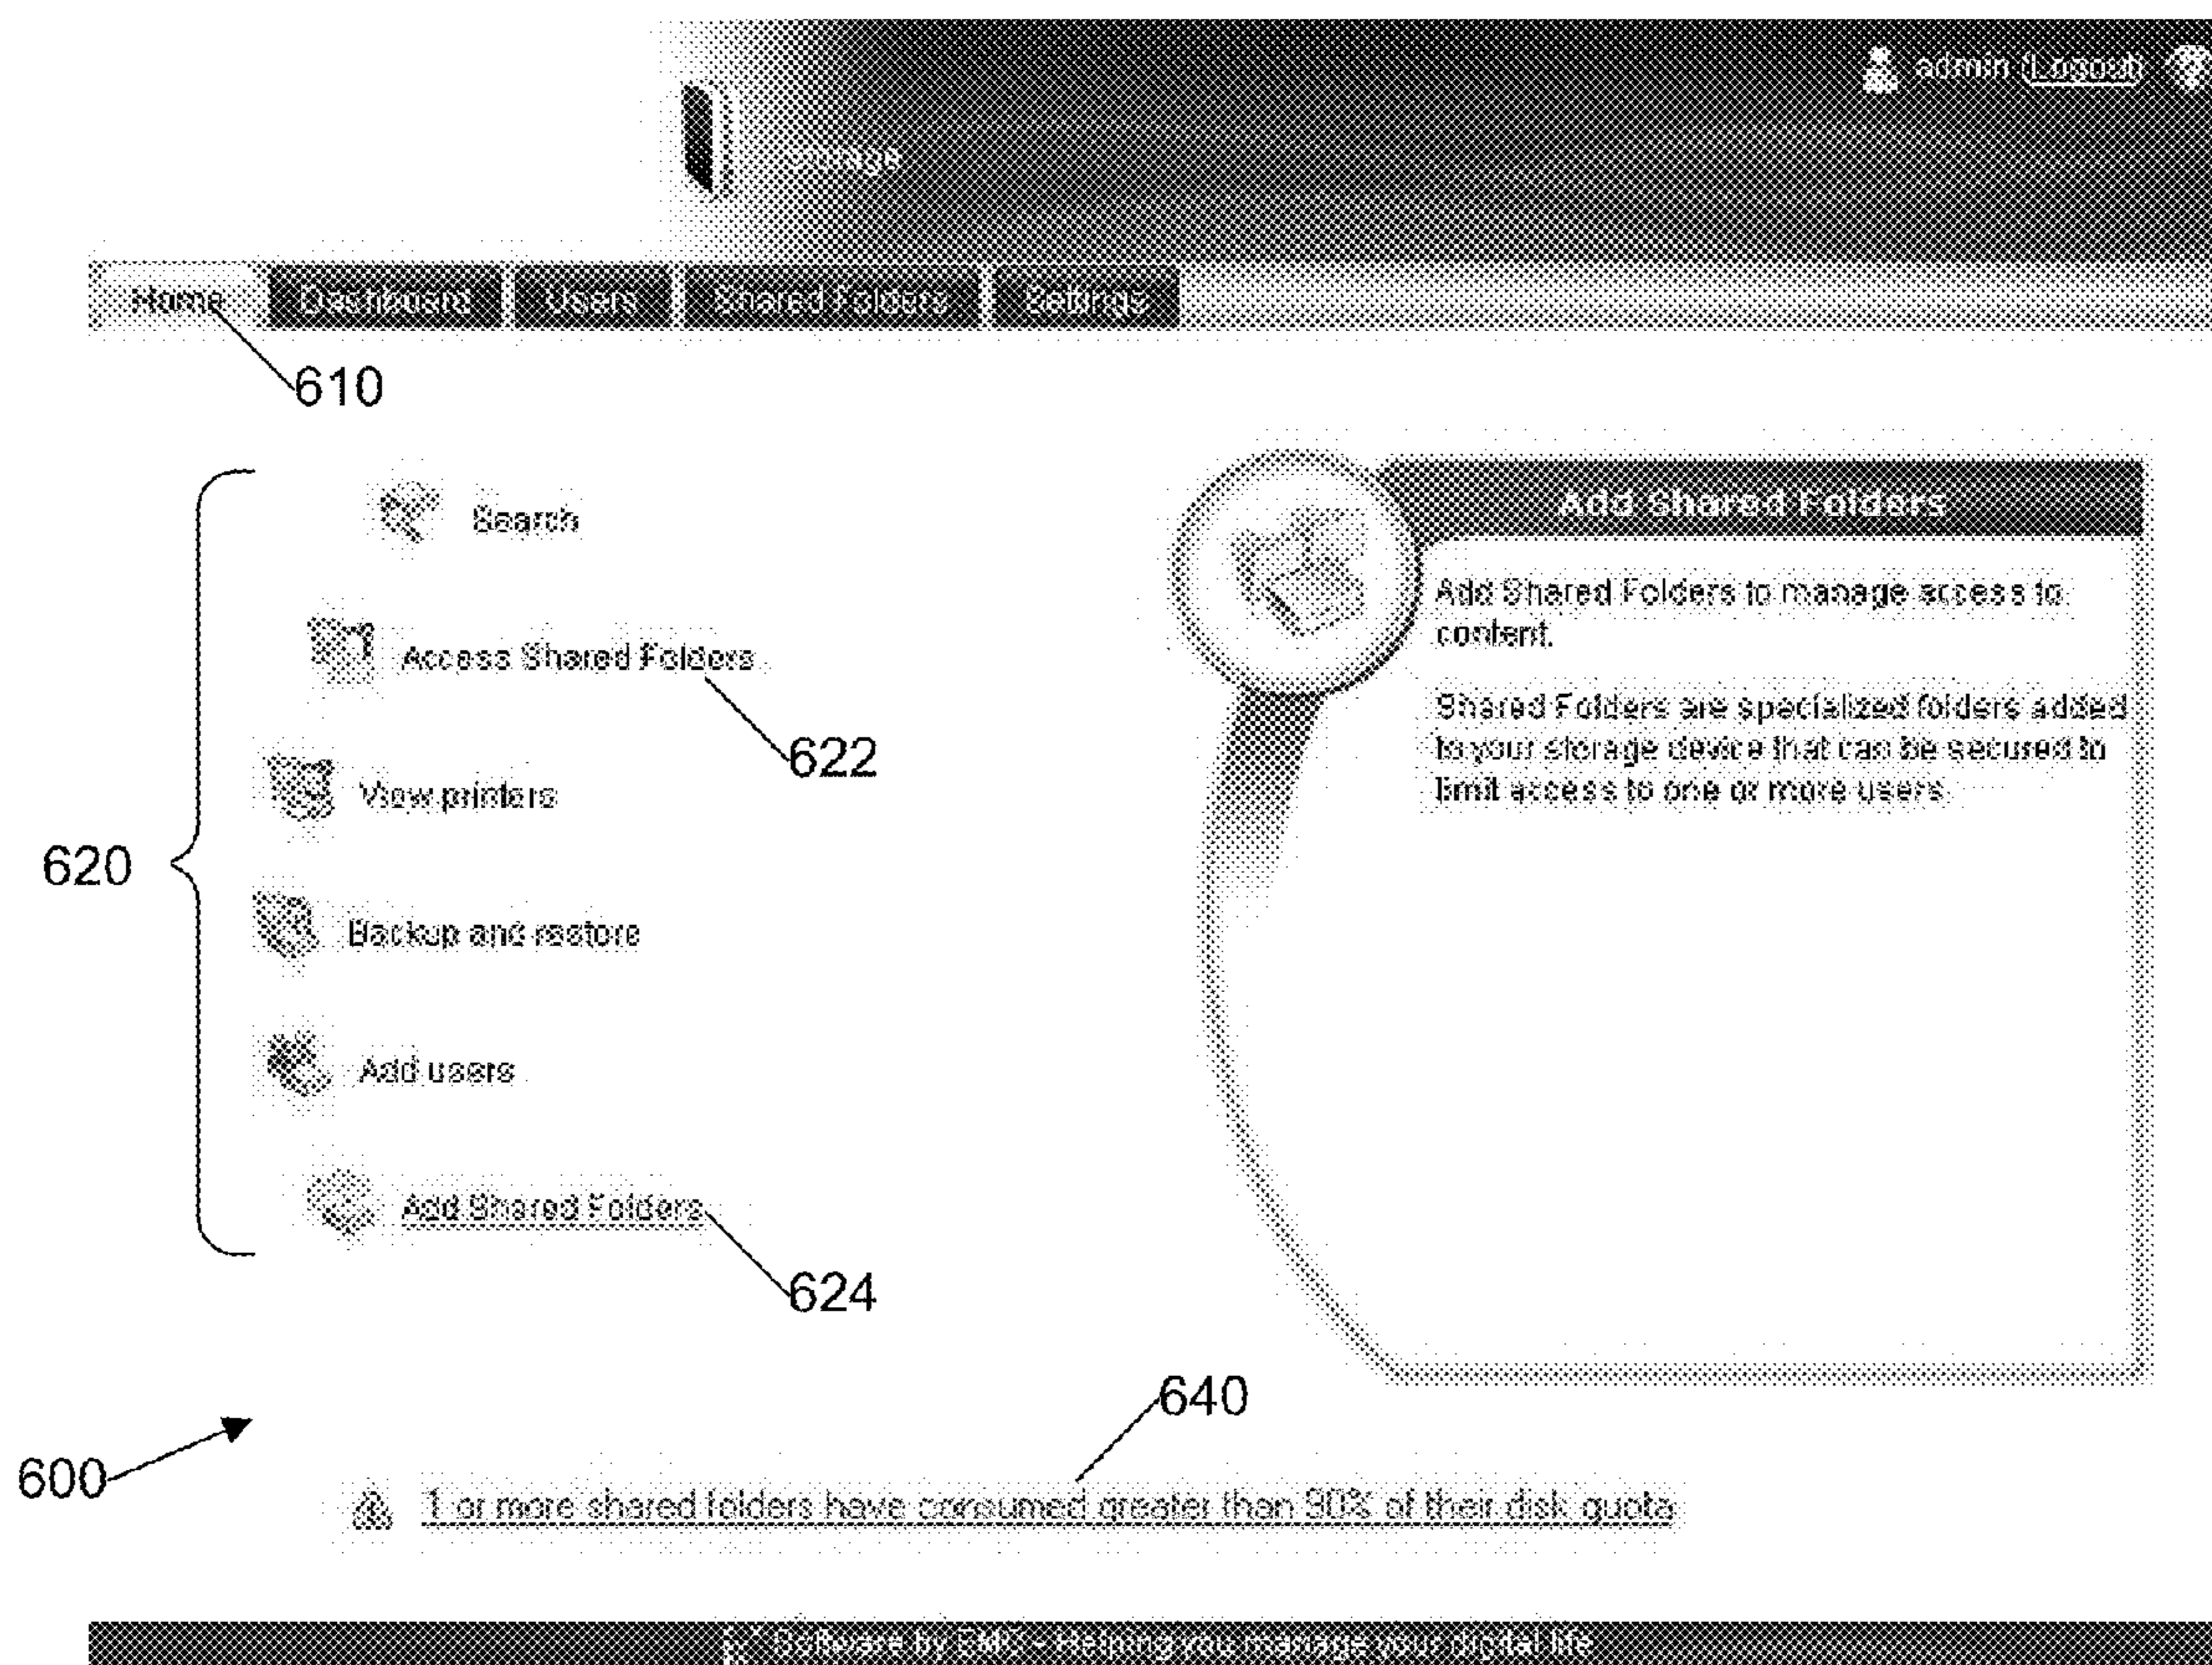 admin (Logout)
Storage
Home Dashboard Users Shared Folders Settings
610
Search
Access Shared Folders
622
View printers
620
Backup and restore
Add users
Add Shared Folders
624
Add Shared Folders
Add Shared Folders to manage access to
content.
Shared Folders are specialized folders added
to your storage device that can be secured to
limit access to one or more users.
640
600
1 or more shared folders have consumed greater than 90% of their disk quota
Software by EMC - Helping you manage your digital life